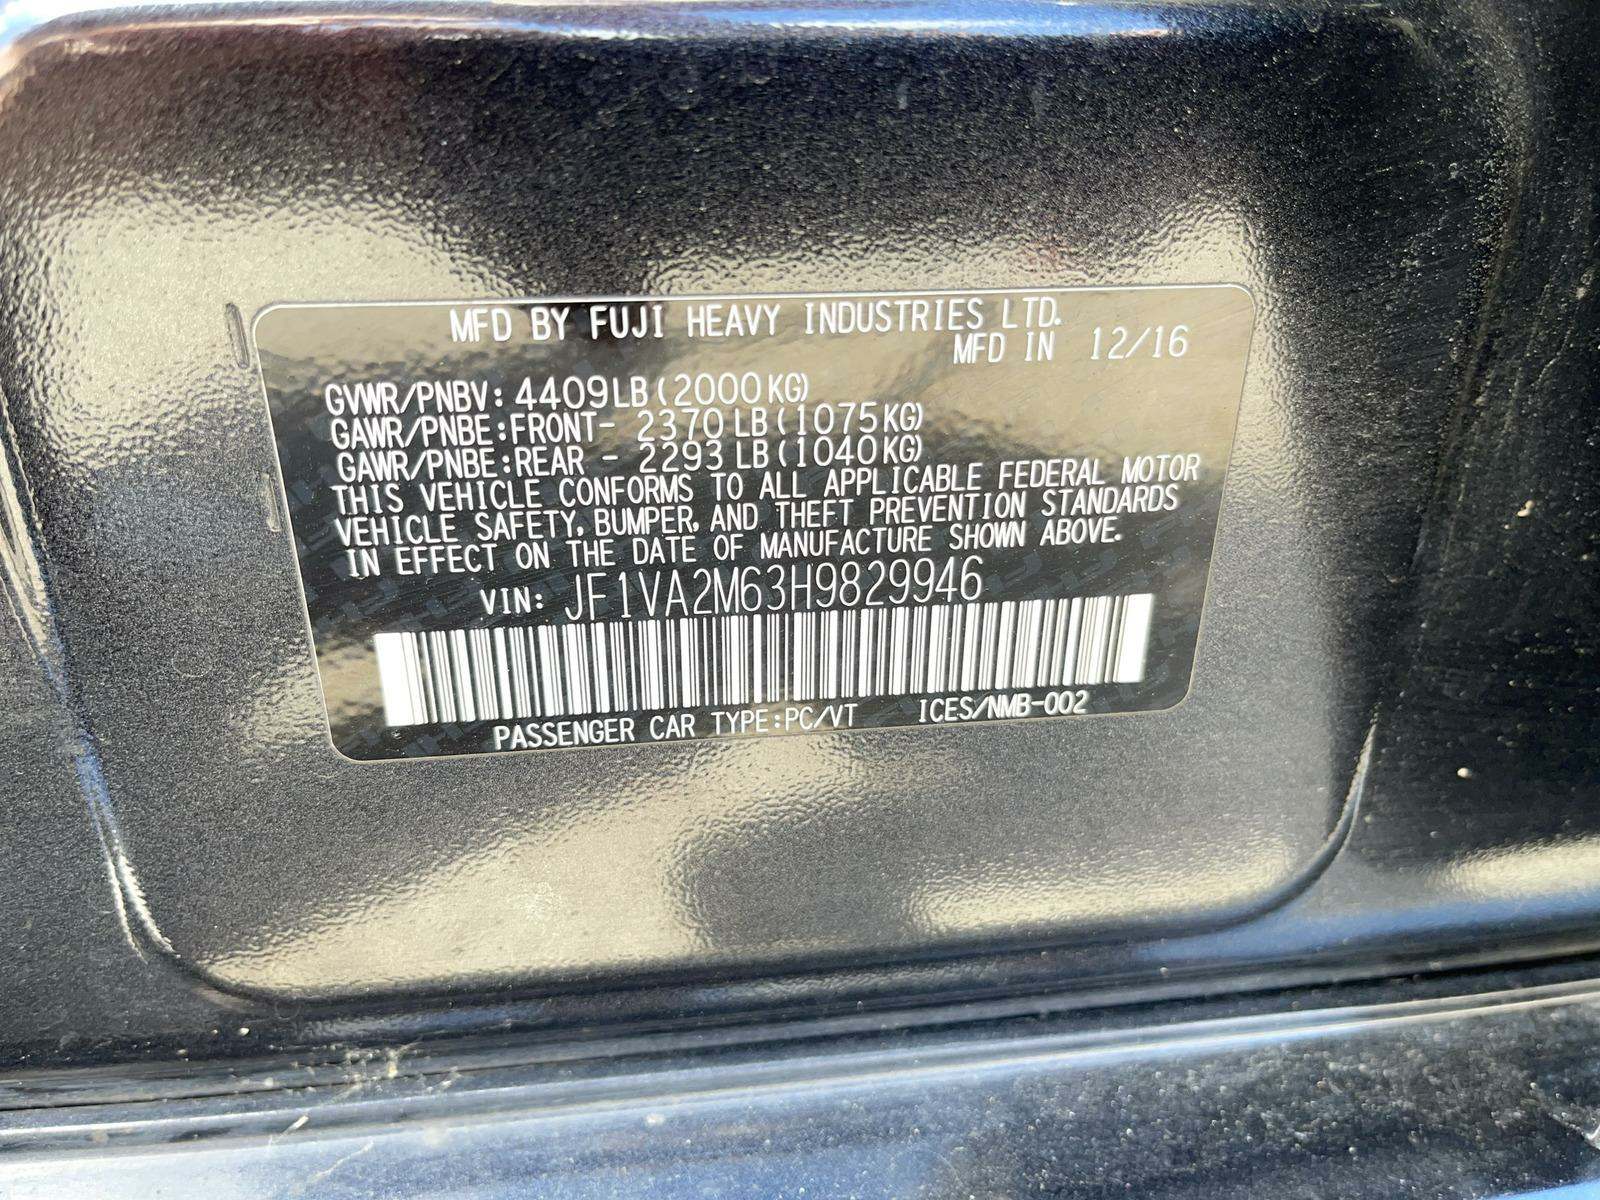 MFD BY FUJI HEAVY INDUSTRIES LTD.
MFD IN 12/16
GVWR/PNBV: 4409LB(2000KG)
GAWR/PNBE:FRONT- 2370 LB(1075KG)
GAWR/PNBE:REAR - 2293 LB(1040KG)
THIS VEHICLE CONFORMS TO ALL APPLICABLE FEDERAL MOTOR
VEHICLE SAFETY, BUMPER, AND THEFT PREVENTION STANDARDS
IN EFFECT ON THE DATE OF MANUFACTURE SHOWN ABOVE.
VIN: JF1VA2M63H9829946
PASSENGER CAR TYPE:PC/VT ICES/NMB-002